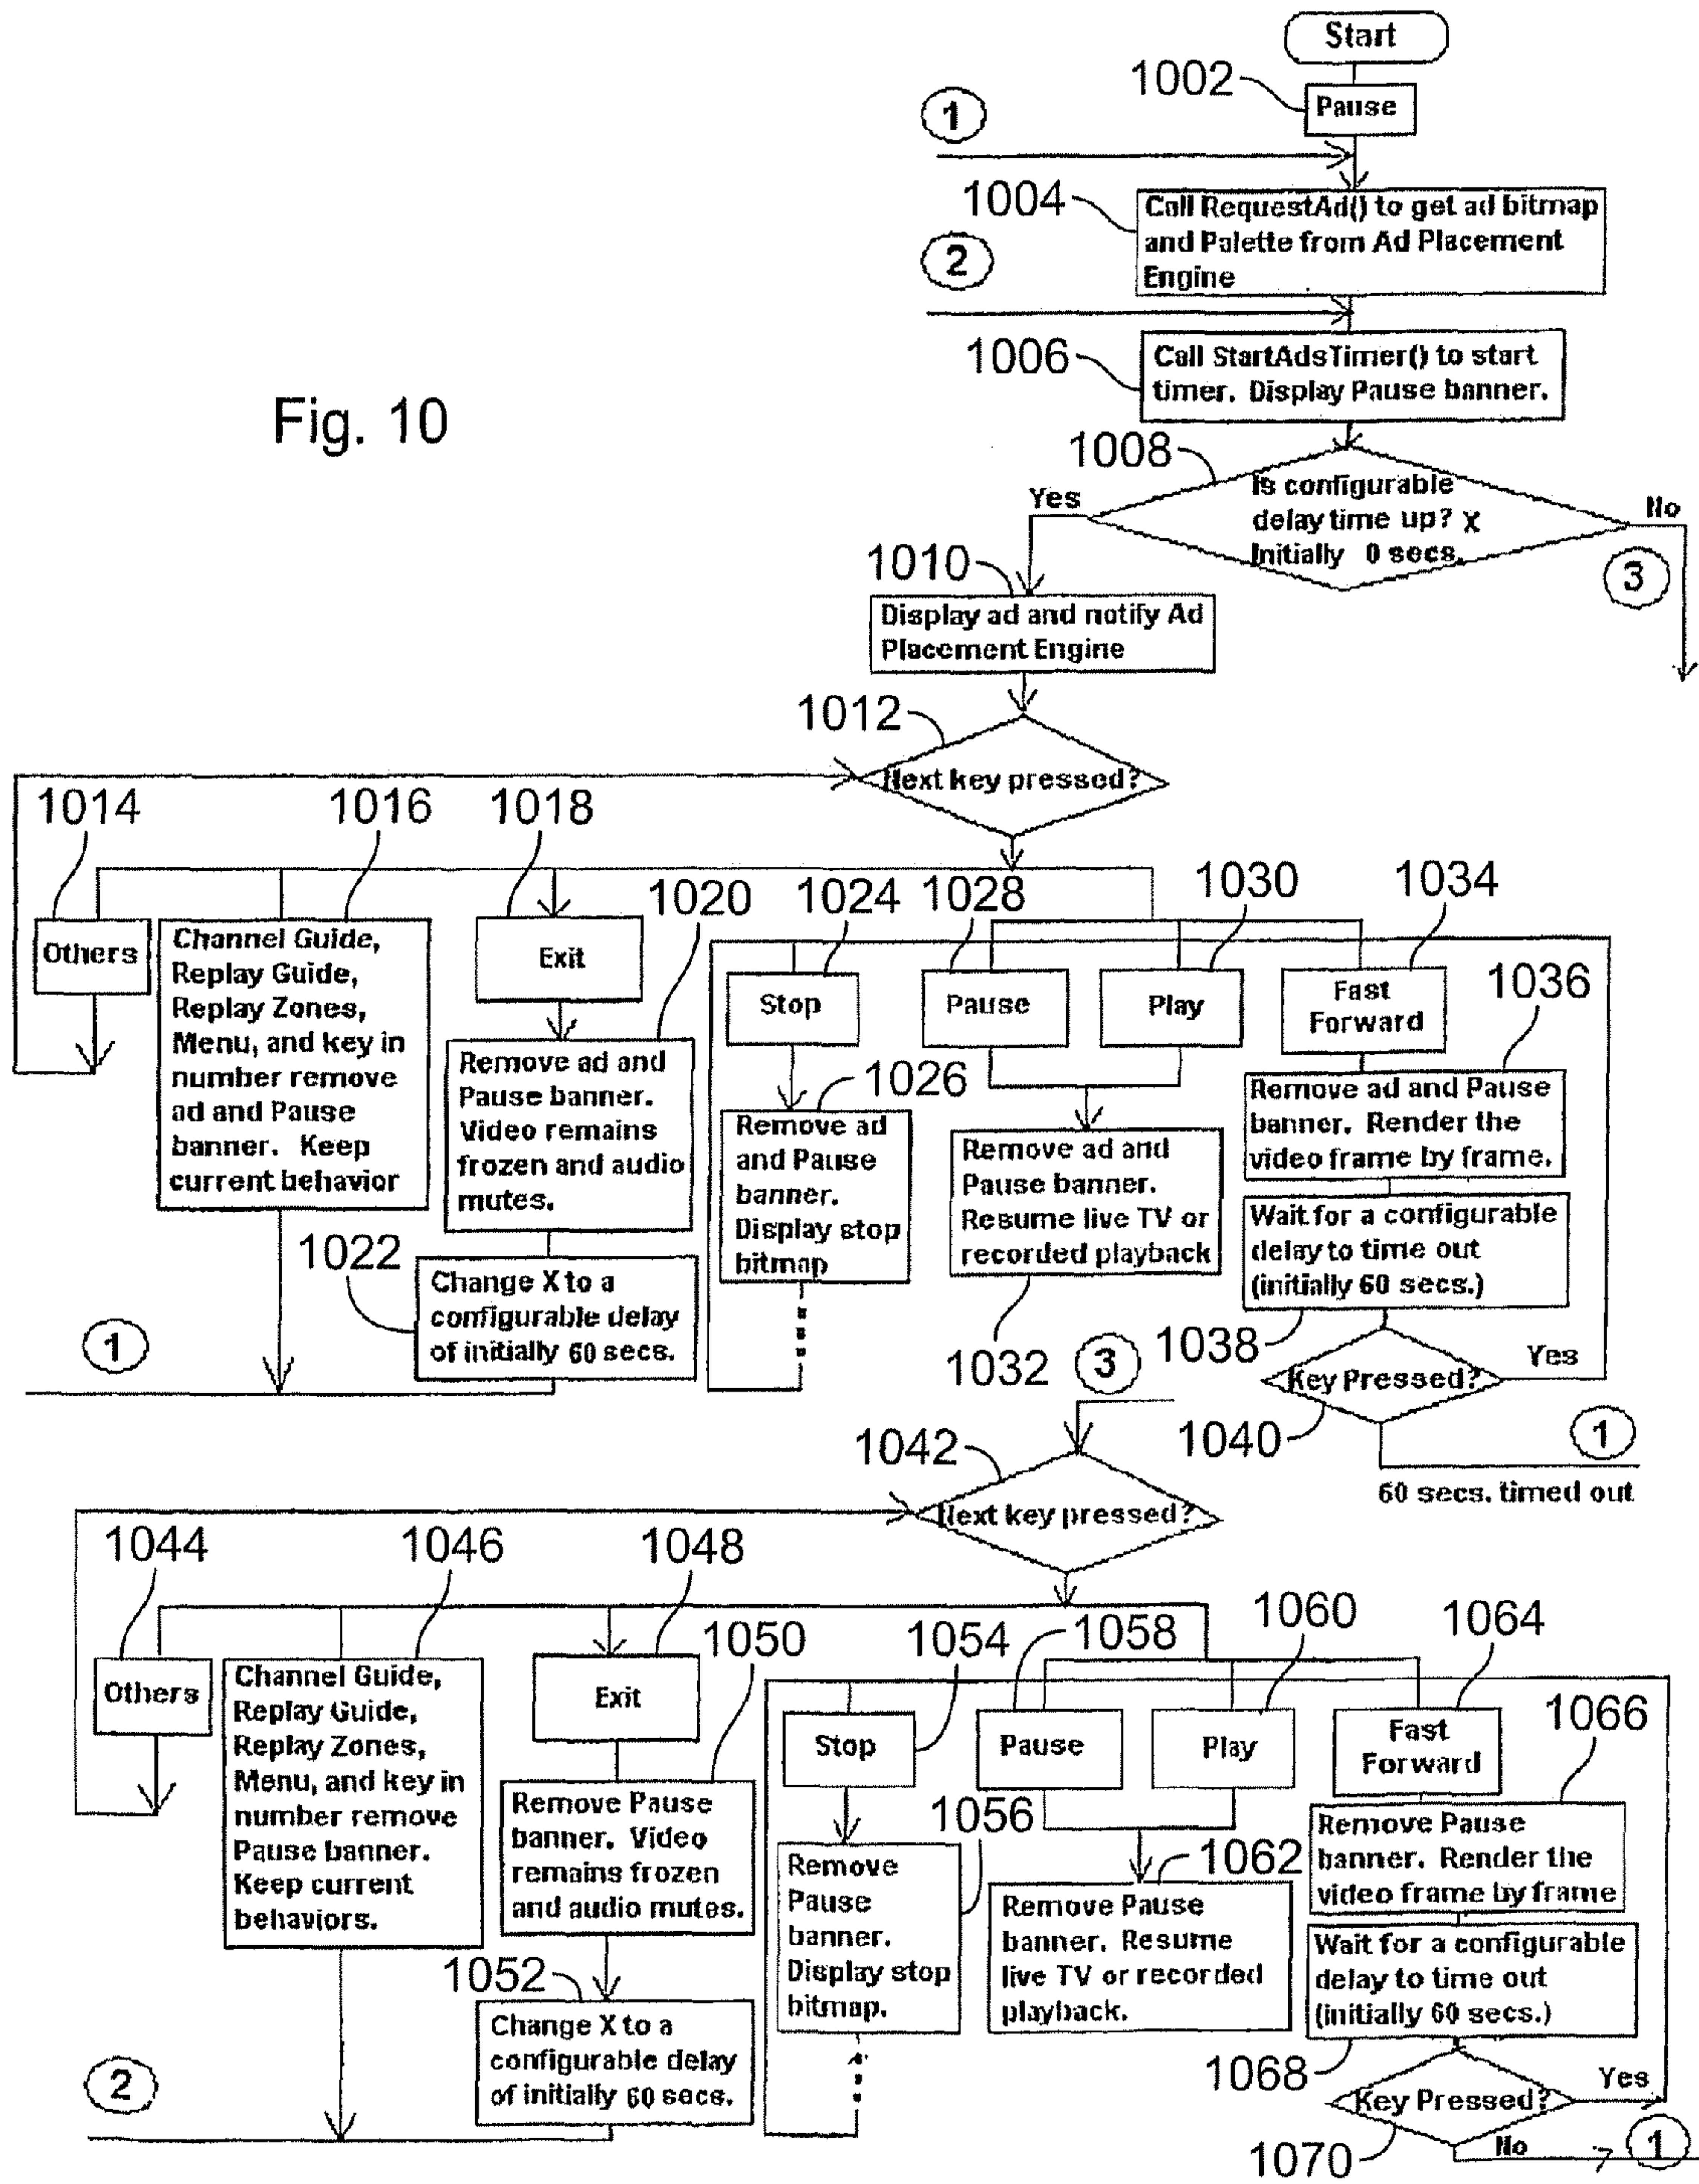 Start
1002
Pause
1
1004
Call RequestAd() to get ad bitmap
and Palette from Ad Placement
Engine
2
1006
Call StartAdsTimer() to start
timer. Display Pause banner.
Fig. 10
1008
Is configurable
delay time up? X
Initially 0 secs.
Yes
No
3
1010
Display ad and notify Ad
Placement Engine
1012
Next key pressed?
1014
1016
1018
1020
1024
1028
1030
1034
Others
Channel Guide,
Replay Guide,
Replay Zones,
Menu, and key in
number remove
ad and Pause
banner. Keep
current behavior
Exit
Remove ad and
Pause banner.
Video remains
frozen and audio
mutes.
1022
Change X to a
configurable delay
of initially 60 secs.
1
Stop
1026
Remove ad
and Pause
banner.
Display stop
bitmap
Pause
Play
Remove ad and
Pause banner.
Resume live TV or
recorded playback
1032
Fast
Forward
1036
Remove ad and Pause
banner. Render the
video frame by frame.
Wait for a configurable
delay to time out
(initially 60 secs.)
1038
Key Pressed?
Yes
1040
1
60 secs. timed out
3
1042
Next key pressed?
1044
1046
1048
1050
1054
1058
1060
1064
Others
Channel Guide,
Replay Guide,
Replay Zones,
Menu, and key in
number remove
Pause banner.
Keep current
behaviors.
Exit
Remove Pause
banner. Video
remains frozen
and audio mutes.
1052
Change X to a
configurable delay
of initially 60 secs.
2
Stop
1056
Remove
Pause
banner.
Display stop
bitmap.
Pause
Play
1062
Remove Pause
banner. Resume
live TV or recorded
playback.
Fast
Forward
1066
Remove Pause
banner. Render the
video frame by frame
Wait for a configurable
delay to time out
(initially 60 secs.)
1068
Key Pressed?
Yes
1070
No
1